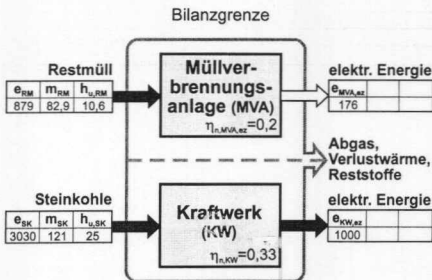 Bilanzgrenze
Restmüll
e_RM m_RM h_u,RM
879 82,9 10,6
Müllver-
brennungs-
anlage (MVA)
η_n,MVA,ez=0,2
elektr. Energie
e_MVA,ez
176
Abgas,
Verlustwärme,
Reststoffe
Steinkohle
e_SK m_SK h_u,SK
3030 121 25
Kraftwerk
(KW)
η_n,KW=0,33
elektr. Energie
e_KW,ez
1000